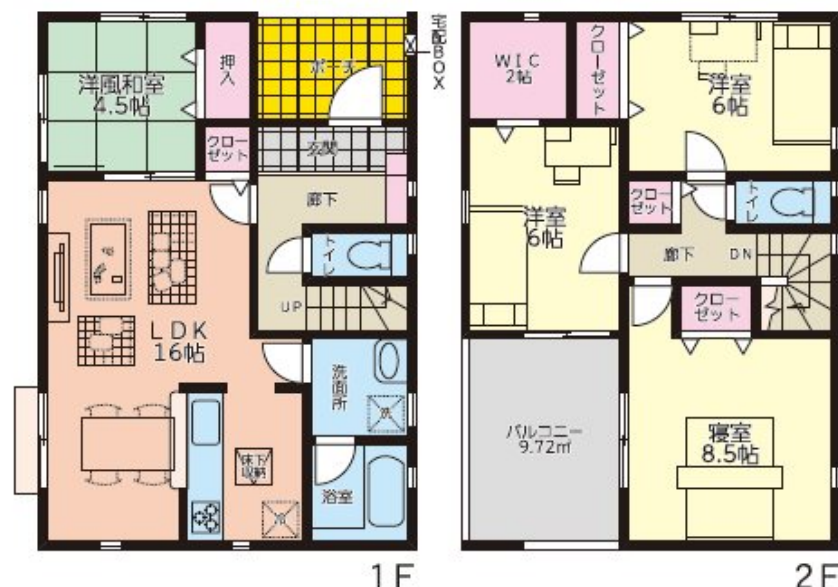 洋風和室
4.5帖
押入
ポーチ
宅配BOX
クロー
ゼット
玄関
廊下
トイレ
UP
LDK
16帖
洗面所
洗
床下
収納
冷
浴室
1F
WIC
2帖
クローゼット
洋室
6帖
洋室
6帖
クロー
ゼット
トイレ
廊下
DN
クロー
ゼット
バルコニー
9.72㎡
寝室
8.5帖
2F